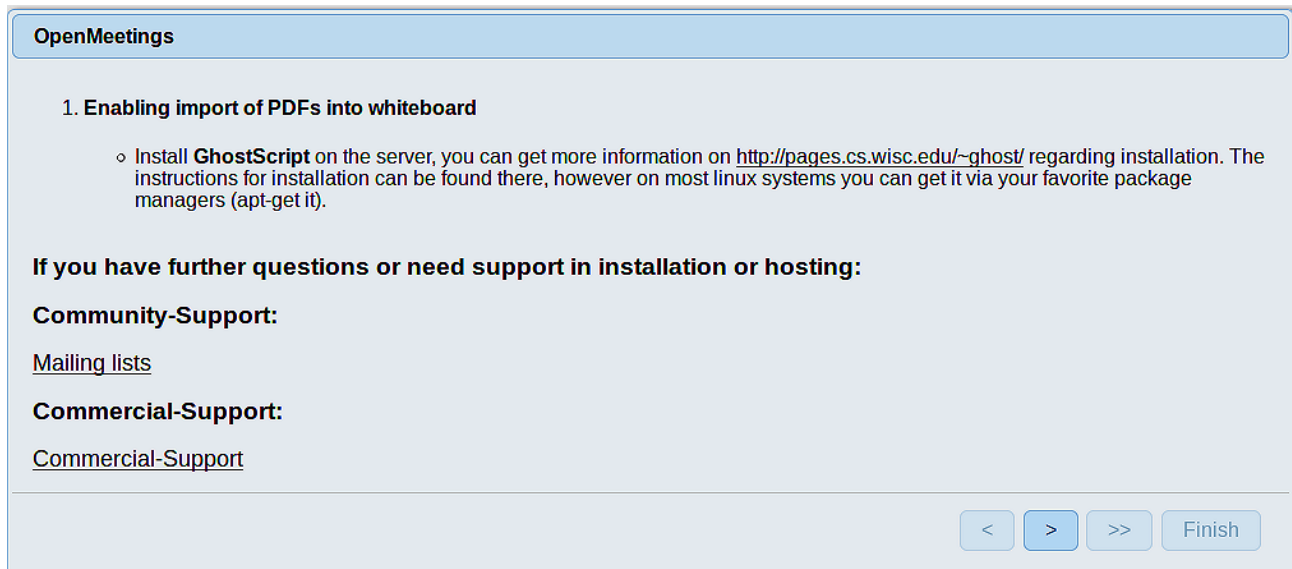 OpenMeetings
1. Enabling import of PDFs into whiteboard
Install GhostScript on the server, you can get more information on http://pages.cs.wisc.edu/~ghost/ regarding installation. The
instructions for installation can be found there, however on most linux systems you can get it via your favorite package
managers (apt-get it).
If you have further questions or need support in installation or hosting:
Community-Support:
Mailing lists
Commercial-Support:
Commercial-Support
< > >> Finish